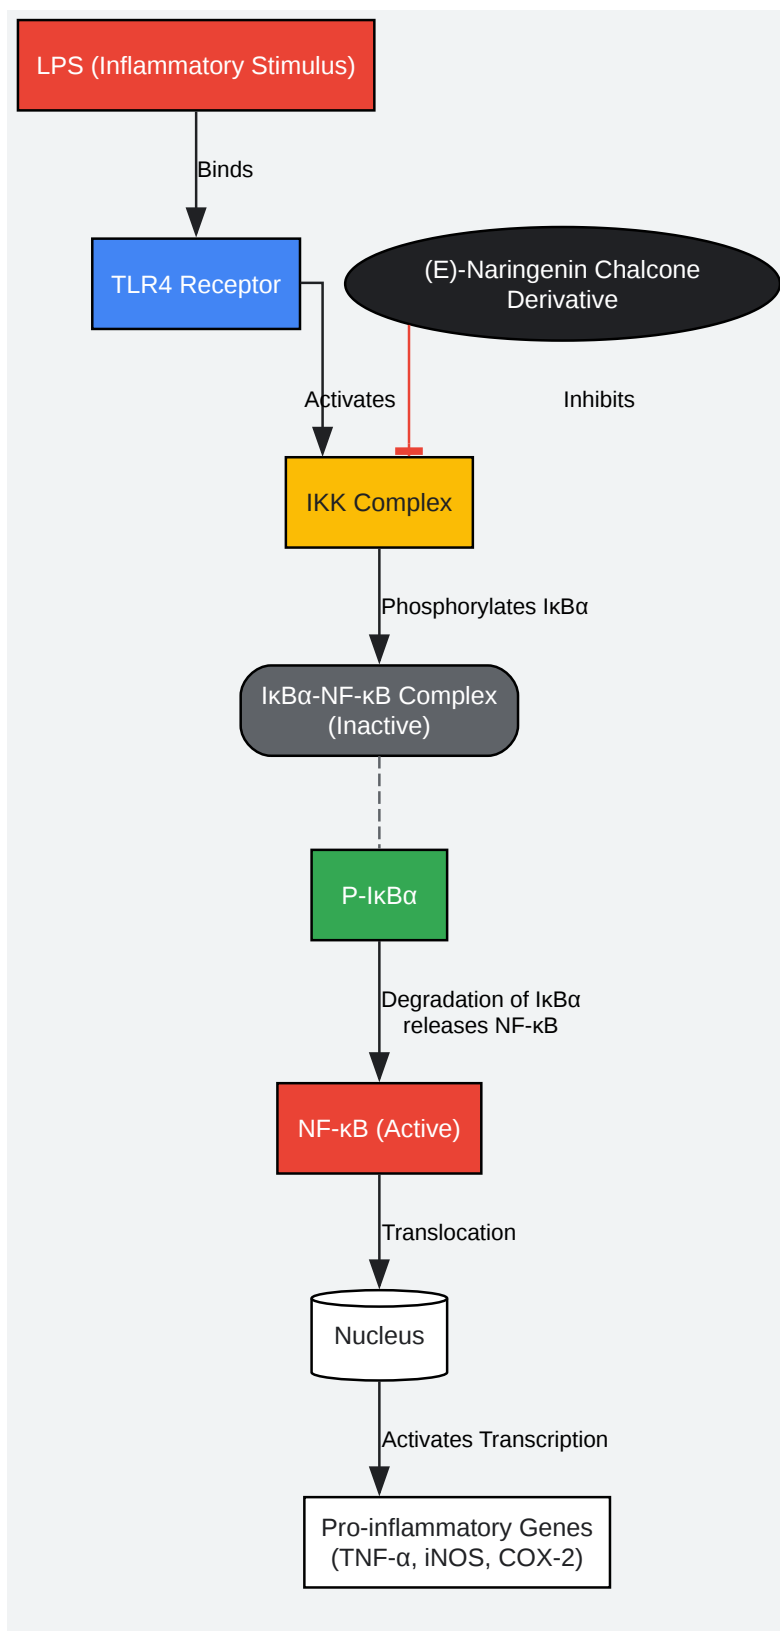 LPS (Inflammatory Stimulus)
Binds
TLR4 Receptor
(E)-Naringenin Chalcone
Derivative
Activates
Inhibits
IKK Complex
Phosphorylates IκBα
IκBα-NF-κB Complex
(Inactive)
P-IκBα
Degradation of IκBα
releases NF-κB
NF-κB (Active)
Translocation
Nucleus
Activates Transcription
Pro-inflammatory Genes
(TNF-α, iNOS, COX-2)